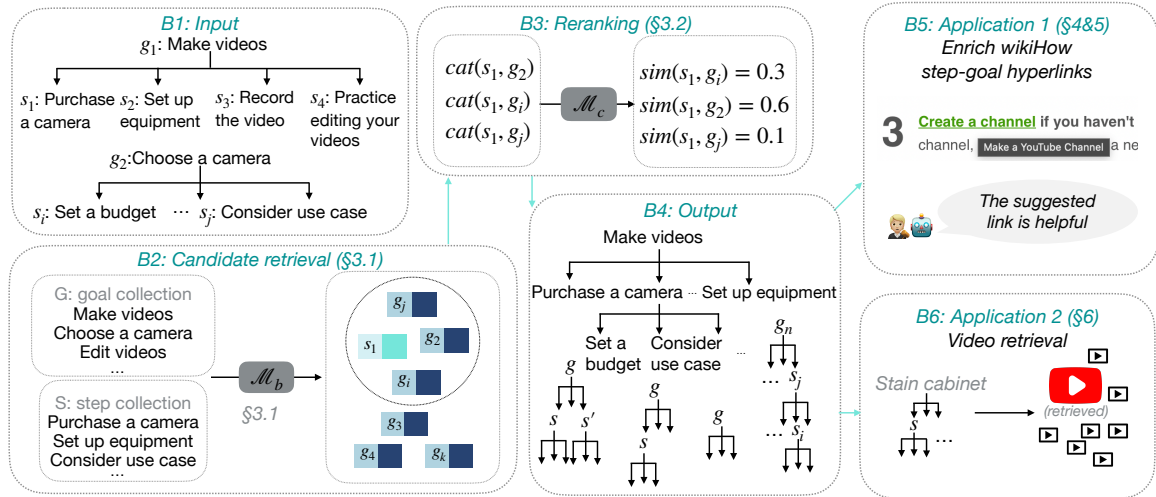 B1: Input
g₁: Make videos
s₁: Purchase a camera
s₂: Set up equipment
s₃: Record the video
s₄: Practice editing your videos
g₂:Choose a camera
sᵢ: Set a budget
···
sⱼ: Consider use case
B2: Candidate retrieval (§3.1)
G: goal collection
Make videos
Choose a camera
Edit videos
...
S: step collection
Purchase a camera
Set up equipment
Consider use case
...
ℳ_b
§3.1
gⱼ
s₁
g₂
gᵢ
g₃
g₄
gₖ
B3: Reranking (§3.2)
cat(s₁, g₂)
cat(s₁, gᵢ)
cat(s₁, gⱼ)
ℳ_c
sim(s₁, gᵢ) = 0.3
sim(s₁, g₂) = 0.6
sim(s₁, gⱼ) = 0.1
B4: Output
Make videos
Purchase a camera ··· Set up equipment
Set a budget
Consider use case
...
gₙ
g
s
s′
g
s
g
... sⱼ
... sᵢ
B5: Application 1 (§4&5)
Enrich wikiHow
step-goal hyperlinks
3
Create a channel if you haven't
channel, Make a YouTube Channel a ne
The suggested
link is helpful
B6: Application 2 (§6)
Video retrieval
Stain cabinet
s
...
(retrieved)